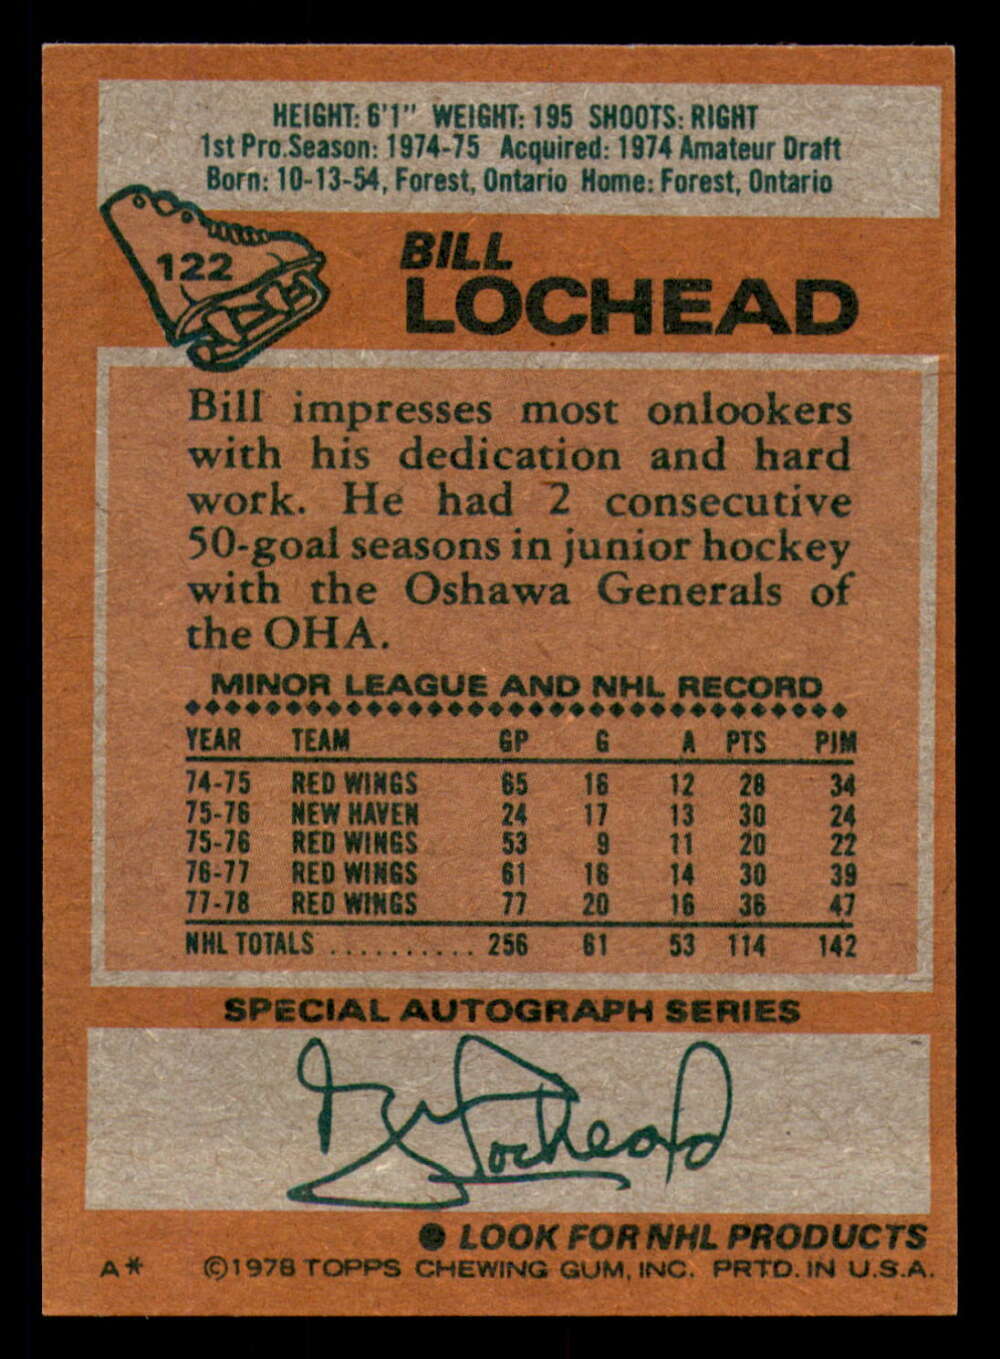 HEIGHT: 6'1" WEIGHT: 195 SHOOTS: RIGHT
1st Pro.Season: 1974-75 Acquired: 1974 Amateur Draft
Born: 10-13-54, Forest, Ontario Home: Forest, Ontario
122
BILL
LOCHEAD
Bill impresses most onlookers
with his dedication and hard
work. He had 2 consecutive
50-goal seasons in junior hockey
with the Oshawa Generals of
the OHA.
MINOR LEAGUE AND NHL RECORD
YEAR TEAM GP G A PTS PIM
74-75 RED WINGS 65 16 12 28 34
75-76 NEW HAVEN 24 17 13 30 24
75-76 RED WINGS 53 9 11 20 22
76-77 RED WINGS 61 16 14 30 39
77-78 RED WINGS 77 20 16 36 47
NHL TOTALS .......... 256 61 53 114 142
SPECIAL AUTOGRAPH SERIES
Bill Lochead
● LOOK FOR NHL PRODUCTS
A* ©1978 TOPPS CHEWING GUM, INC. PRTD. IN U.S.A.